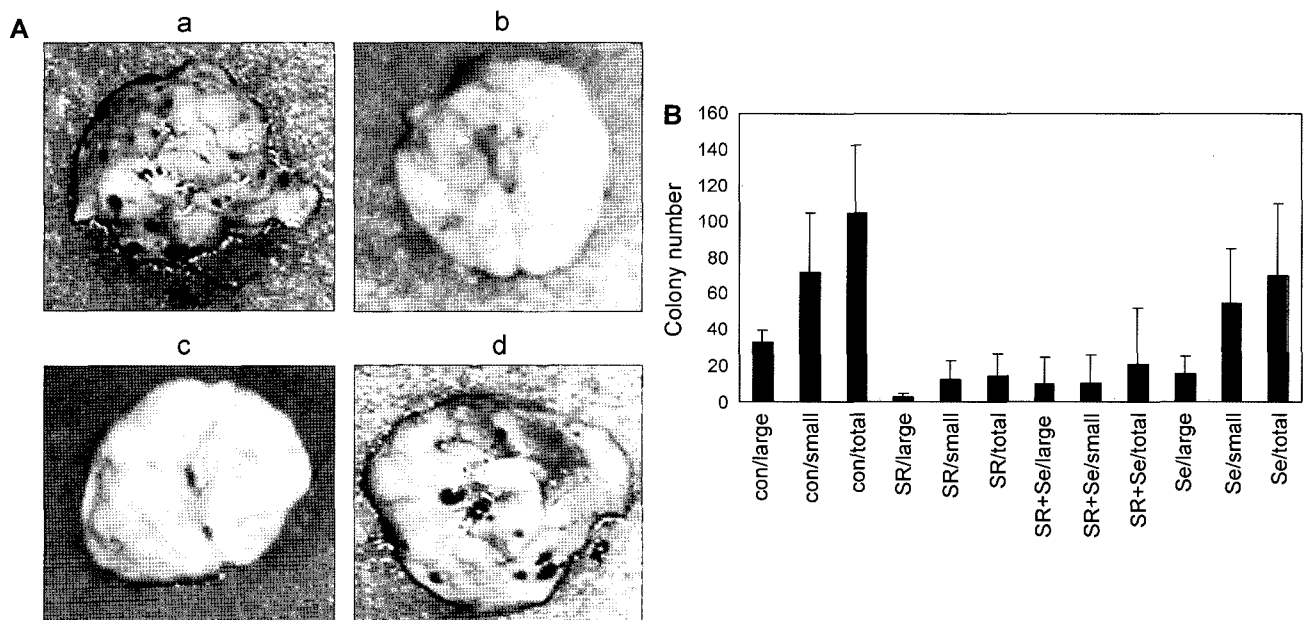 A
a
b
c
d
B
Colony number
160
140
120
100
80
60
40
20
0
con/large
con/small
con/total
SR/large
SR/small
SR/total
SR+Se/large
SR+Se/small
SR+Se/total
Se/large
Se/small
Se/total